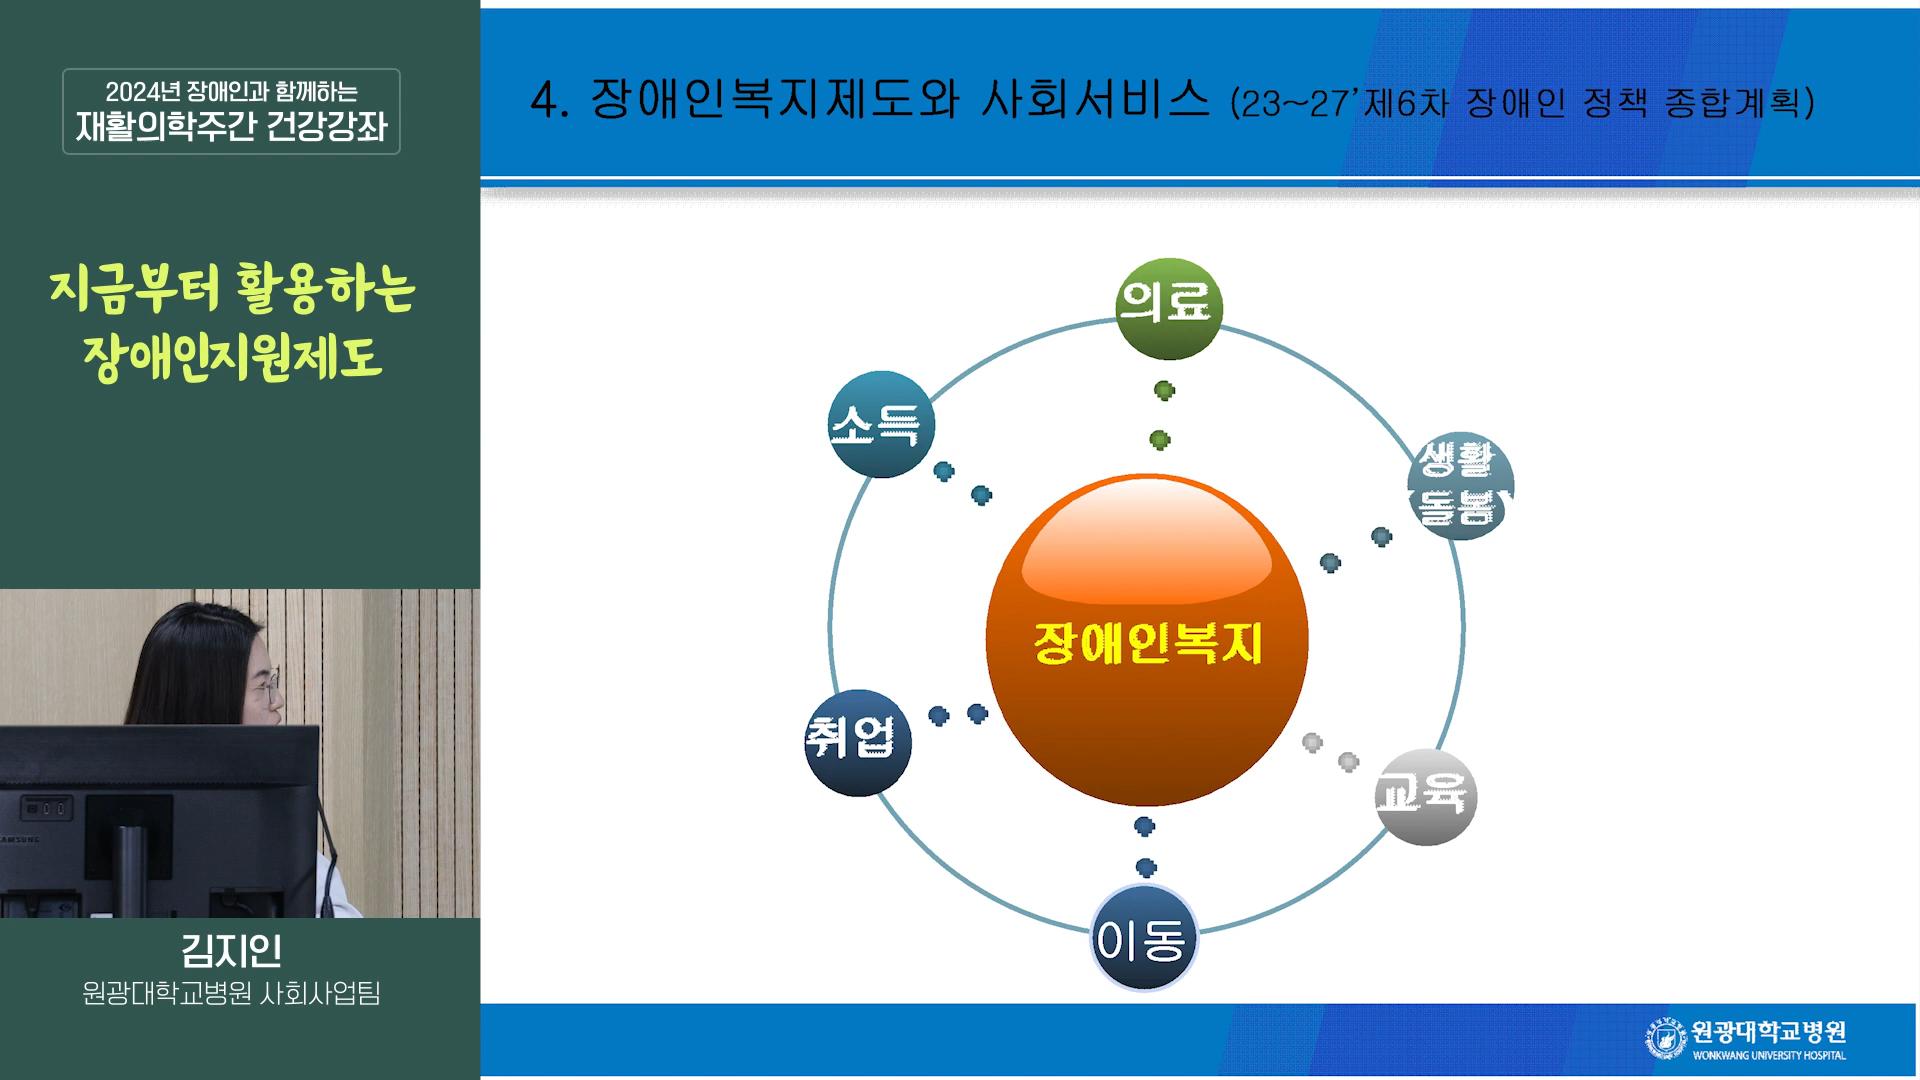 2024년 장애인과 함께하는
재활의학주간 건강강좌
지금부터 활용하는
장애인지원제도
김지인
원광대학교병원 사회사업팀
4. 장애인복지제도와 사회서비스 (23~27’제6차 장애인 정책 종합계획)
의료
소득
생활
돌봄
장애인복지
취업
교육
이동
SAMSUNG
원광대학교병원
WONKWANG UNIVERSITY HOSPITAL